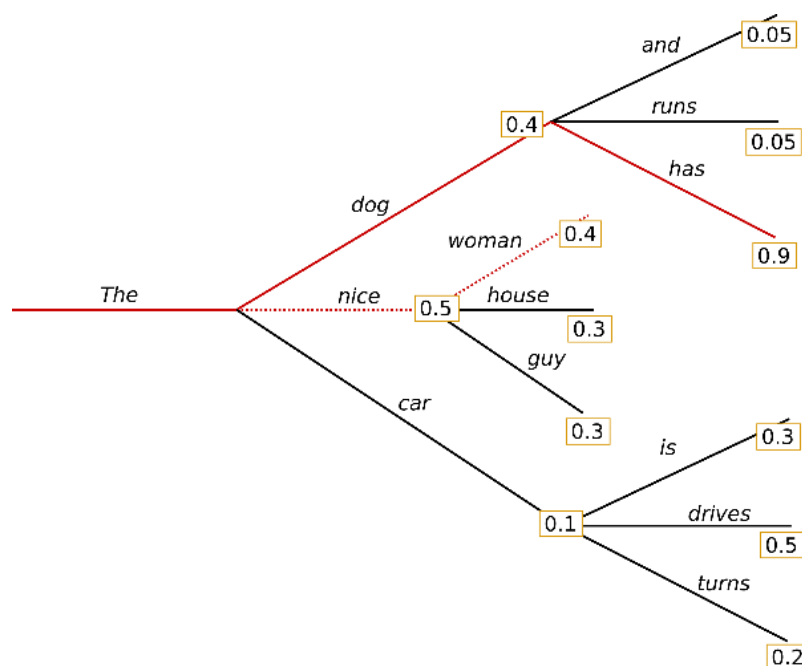 and
0.05
runs
0.4
0.05
has
dog
woman
0.4
0.9
The
nice
0.5
house
0.3
guy
car
0.3
is
0.3
drives
0.1
0.5
turns
0.2